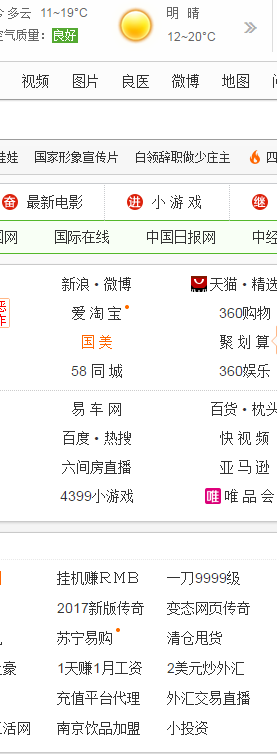 多云 11~19°C 明 晴
空气质量: 良好 12~20°C
视频 图片 良医 微博 地图
娃娃 国家形象宣传片 白领辞职做少庄主 四
奋 最新电影 进 小游戏 继
国网 国际在线 中国日报网 中经
新浪・微博 天猫・精选
爱淘宝 360购物
国美 聚划算
58同城 360娱乐
易车网 百货・枕头
百度・热搜 快视频
六间房直播 亚马逊
4399小游戏 唯 唯品会
挂机赚RMB 一刀9999级
2017新版传奇 变态网页传奇
苏宁易购 清仓甩货
土豪 1天赚1月工资 2美元炒外汇
充值平台代理 外汇交易直播
活网 南京饮品加盟 小投资